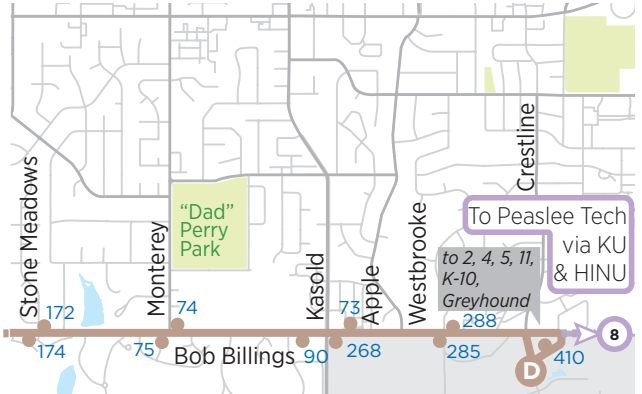 Crestline
Stone Meadows
Monterey
"Dad"
Perry
Park
Kasold
Apple
Westbrooke
To Peaslee Tech
via KU
& HINU
to 2, 4, 5, 11,
K-10,
Greyhound
172
74
73
288
8
174
75
Bob Billings
90
268
285
410
D